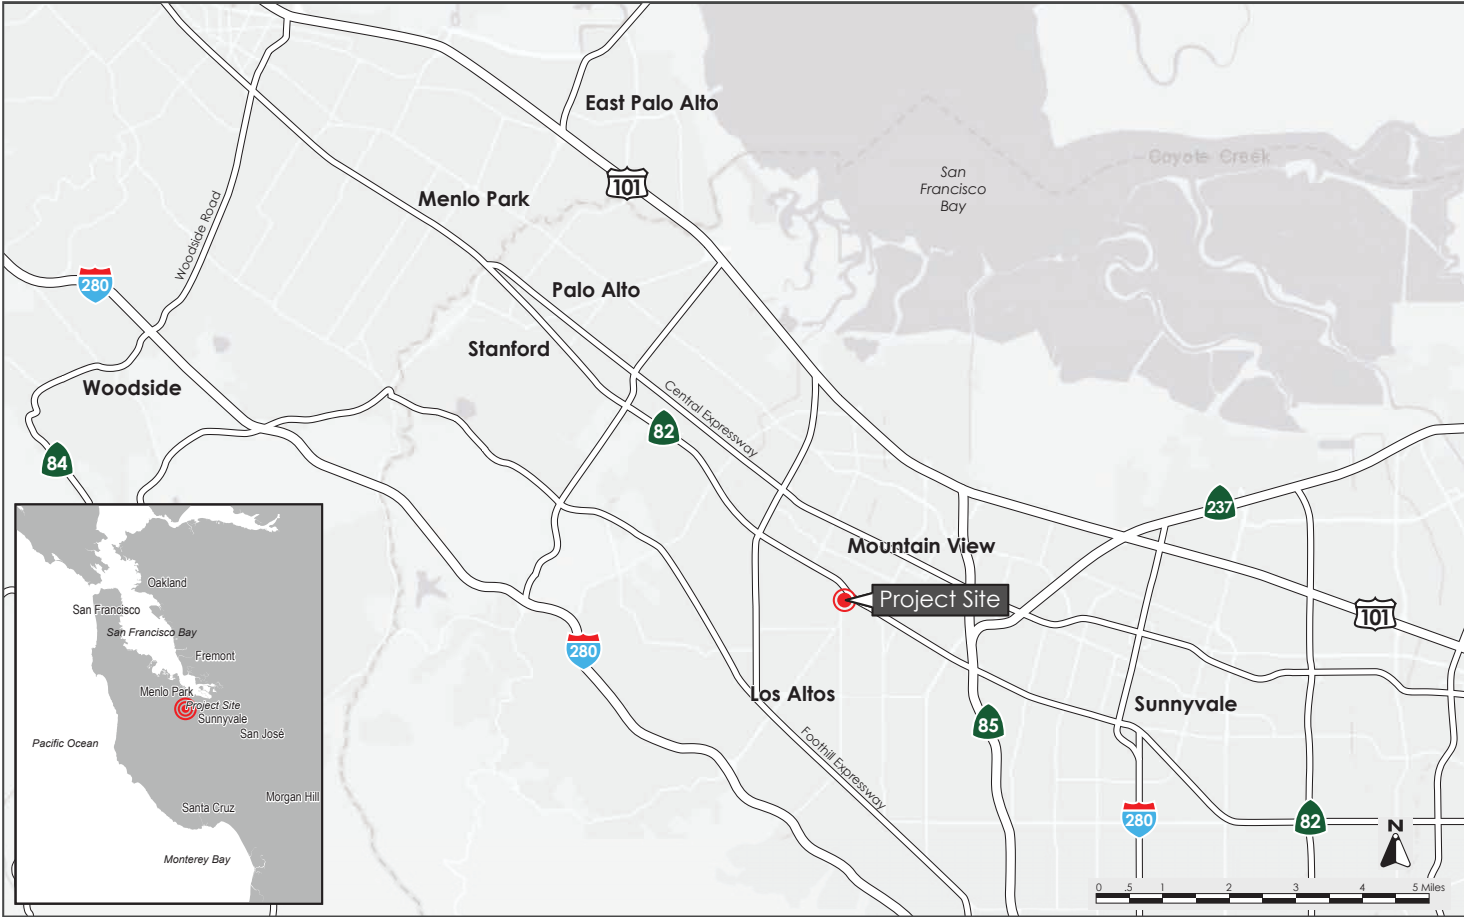 East Palo Alto
101
Coyote Creek
San
Francisco
Bay
Menlo Park
Woodside Road
280
Palo Alto
Stanford
Woodside
Central Expressway
82
84
237
Mountain View
Project Site
101
280
Los Altos
Sunnyvale
85
Foothill Expressway
280
82
N
0 .5 1 2 3 4 5 Miles
Oakland
San Francisco
San Francisco Bay
Fremont
Menlo Park
Project Site
Sunnyvale
San José
Pacific Ocean
Morgan Hill
Santa Cruz
Monterey Bay